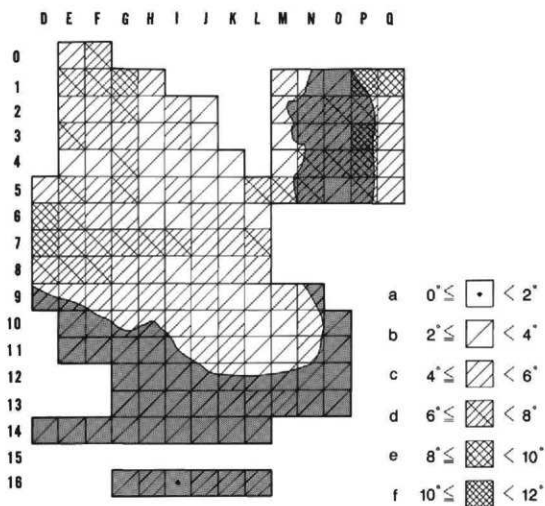 D E F G H I J K L M N O P Q
0
1
2
3
4
5
6
7
8
9
10
11
12
13
14
15
16
a 0° ≦ < 2°
b 2° ≦ < 4°
c 4° ≦ < 6°
d 6° ≦ < 8°
e 8° ≦ < 10°
f 10° ≦ < 12°